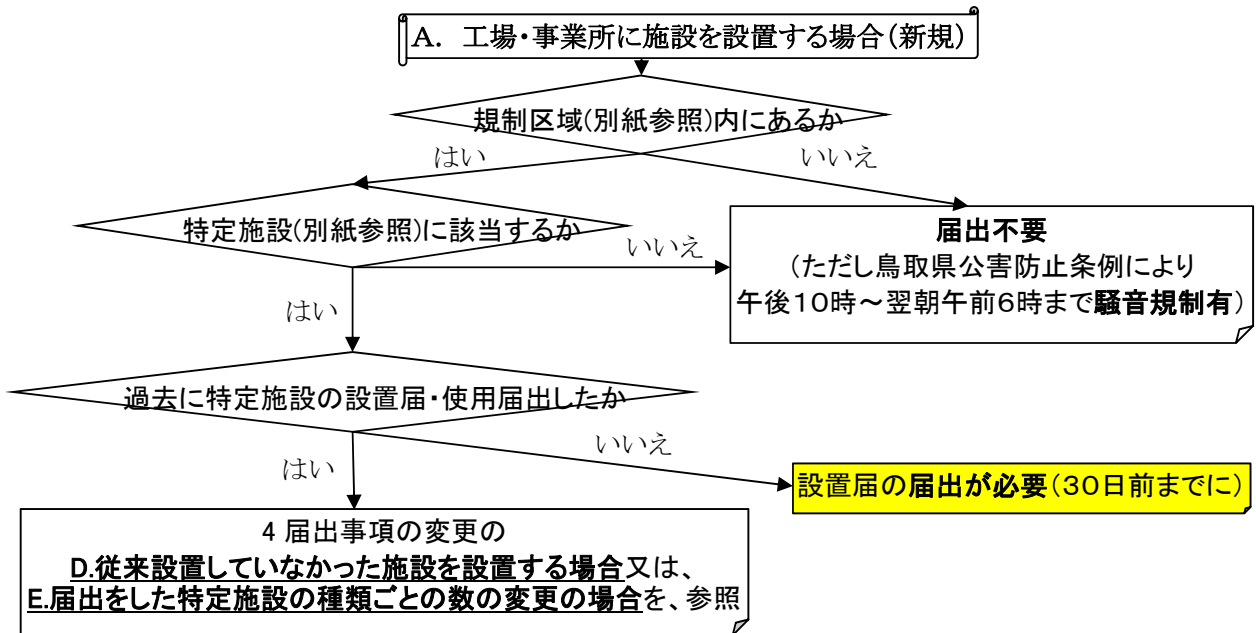 A．工場・事業所に施設を設置する場合（新規）
規制区域(別紙参照)内にあるか
はい
いいえ
特定施設(別紙参照)に該当するか
いいえ
届出不要
（ただし鳥取県公害防止条例により
午後１０時～翌朝午前６時まで騒音規制有）
はい
過去に特定施設の設置届・使用届出したか
はい
いいえ
設置届の届出が必要（３０日前までに）
４届出事項の変更の
D.従来設置していなかった施設を設置する場合又は、
E.届出をした特定施設の種類ごとの数の変更の場合を、参照